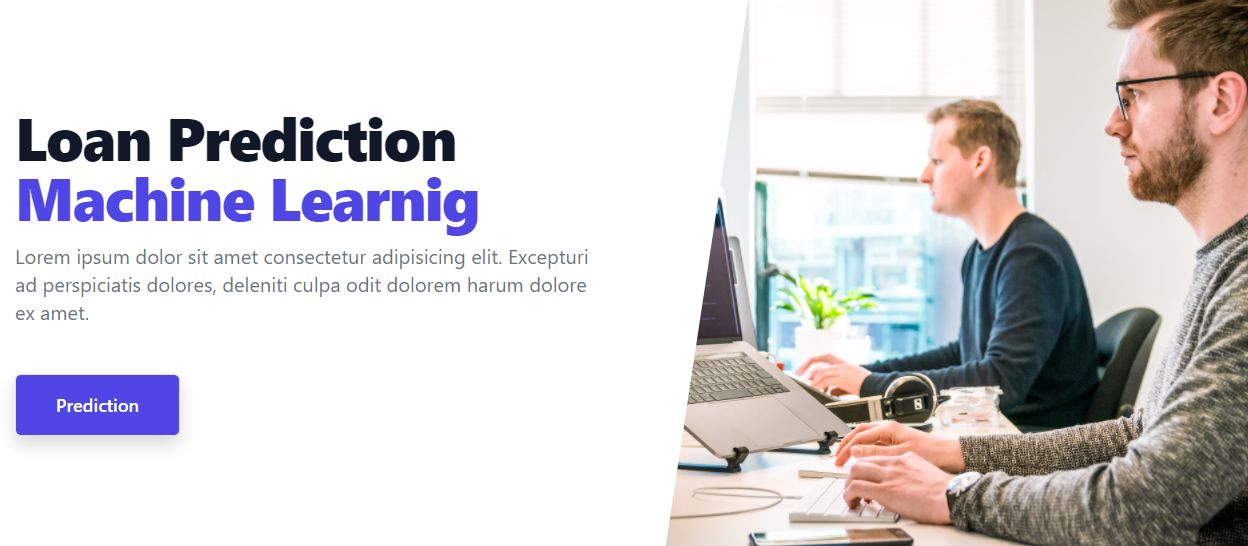 Loan Prediction
Machine Learnig
Lorem ipsum dolor sit amet consectetur adipisicing elit. Excepturi
ad perspiciatis dolores, deleniti culpa odit dolorem harum dolore
ex amet.
Prediction